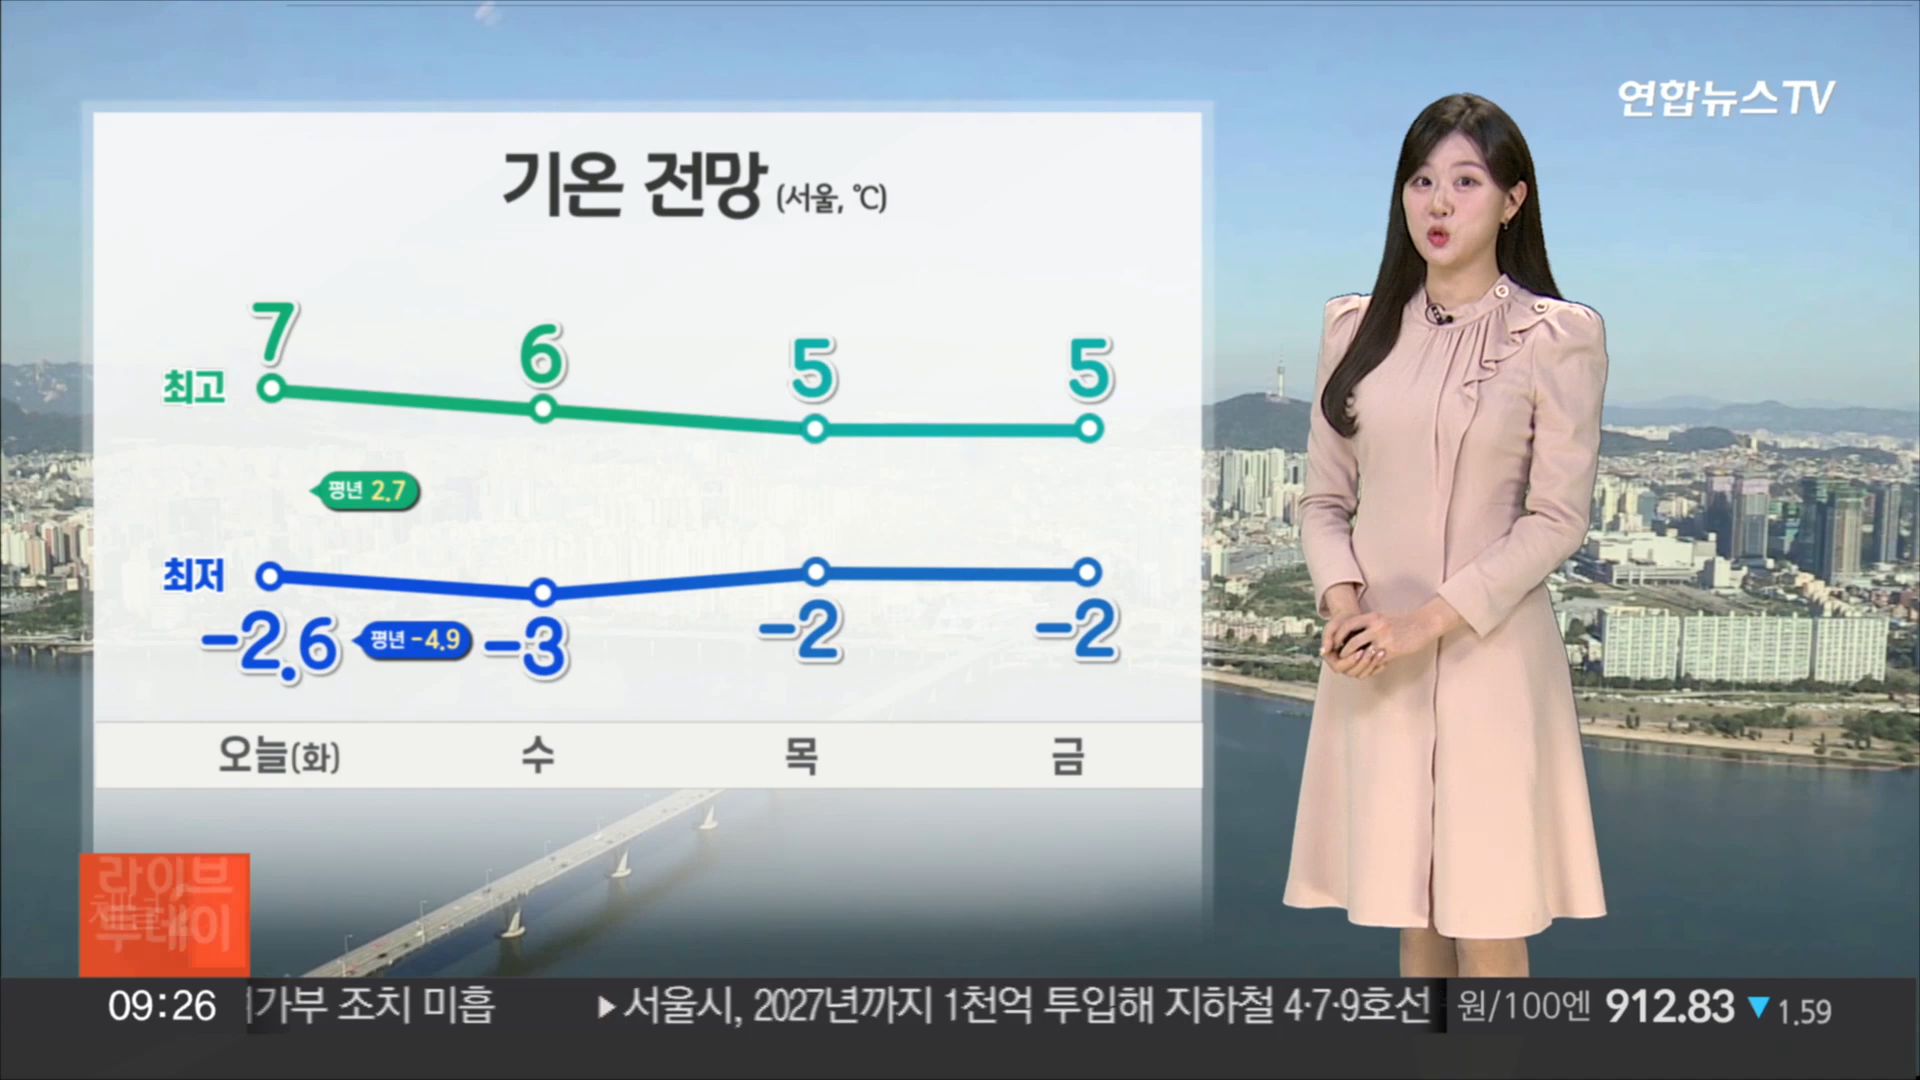 연합뉴스TV
기온 전망 (서울, ℃)
7 6 5 5
최고
평년 2.7
최저
-2.6 평년 -4.9 -3 -2 -2
오늘(화) 수 목 금
라이브
투데이
09:26 가부 조치 미흡 ▶서울시, 2027년까지 1천억 투입해 지하철 4·7·9호선 원/100엔 912.83 ▼ 1.59